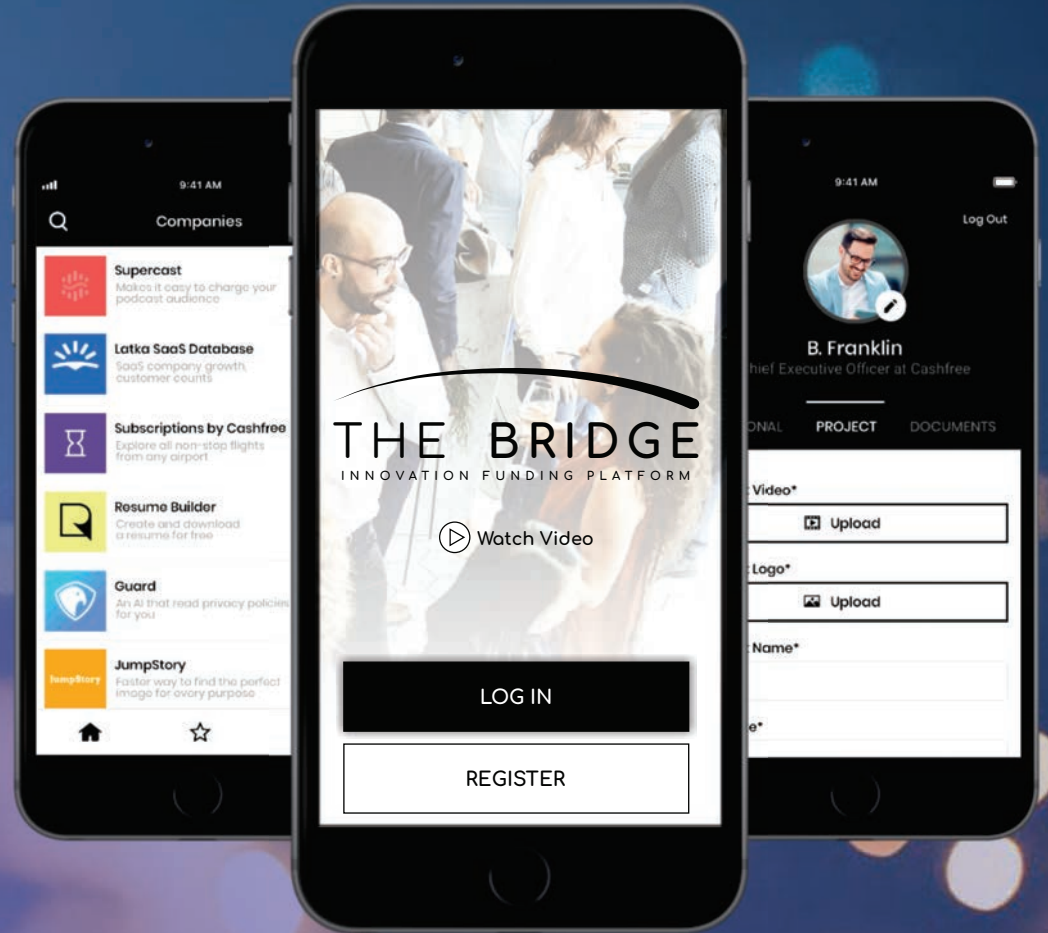 9:41 AM
Companies
Supercast
Makes it easy to charge your
podcast audience
Latka SaaS Database
SaaS company growth,
customer counts
Subscriptions by Cashfree
Explore all non-stop flights
from any airport
Resume Builder
Create and download
a resume for free
Guard
An AI that read privacy policies
for you
JumpStory
JumpStory
Faster way to find the perfect
image for every purpose
THE BRIDGE
INNOVATION FUNDING PLATFORM
Watch Video
LOG IN
REGISTER
9:41 AM
Log Out
B. Franklin
hief Executive Officer at Cashfree
ONAL PROJECT DOCUMENTS
Video*
Upload
Logo*
Upload
Name*
e*